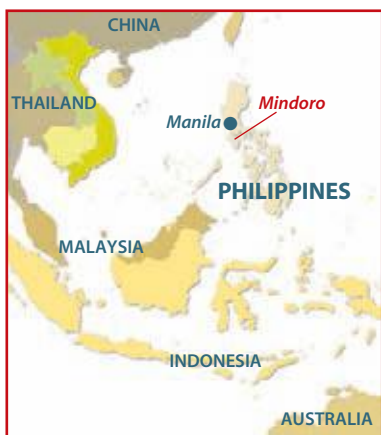 CHINA
THAILAND
Mindoro
Manila
PHILIPPINES
MALAYSIA
INDONESIA
AUSTRALIA